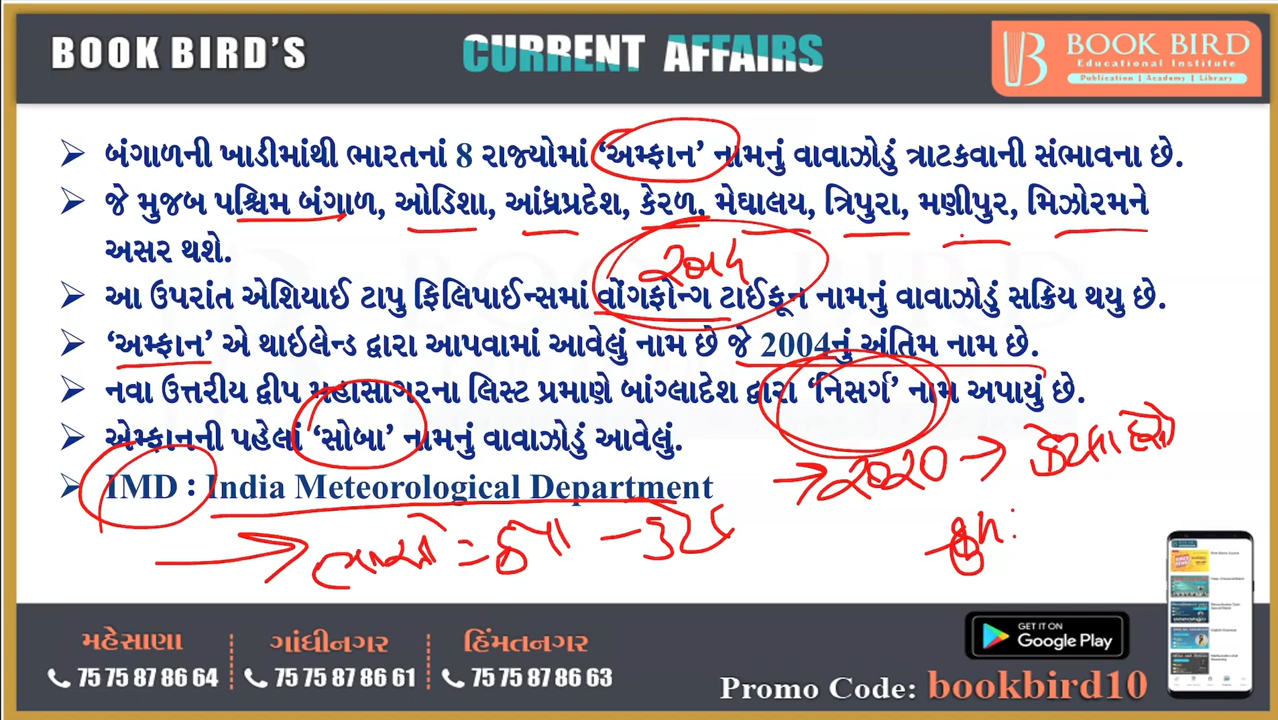 BOOK BIRD'S
CURRENT AFFAIRS
BOOK BIRD
Educational Institute
Publication | Academy | Library
➢ બંગાળની ખાડીમાંથી ભારતનાં 8 રાજ્યોમાં ‘અમ્ફાન’ નામનું વાવાઝોડું ત્રાટકવાની સંભાવના છે.
➢ જે મુજબ પશ્ચિમ બંગાળ, ઓડિશા, આંધ્રપ્રદેશ, કેરળ, મેઘાલય, ત્રિપુરા, મણીપુર, મિઝોરમને
અસર થશે.
➢ આ ઉપરાંત એશિયાઈ ટાપુ ફિલિપાઈન્સમાં વોંગફોન્ગ ટાઈફૂન નામનું વાવાઝોડું સક્રિય થયુ છે.
➢ ‘અમ્ફાન’ એ થાઇલેન્ડ દ્વારા આપવામાં આવેલું નામ છે જે 2004નું અંતિમ નામ છે.
➢ નવા ઉત્તરીય દ્વીપ મહાસાગરના લિસ્ટ પ્રમાણે બાંગ્લાદેશ દ્વારા ‘નિસર્ગ’ નામ અપાયું છે.
➢ એમ્ફાનની પહેલાં ‘સોબા’ નામનું વાવાઝોડું આવેલું.
➢ IMD : India Meteorological Department
2020
મહેસાણા
75 75 87 86 64
ગાંધીનગર
75 75 87 86 61
હિંમતનગર
75 75 87 86 63
GET IT ON
Google Play
Promo Code: bookbird10